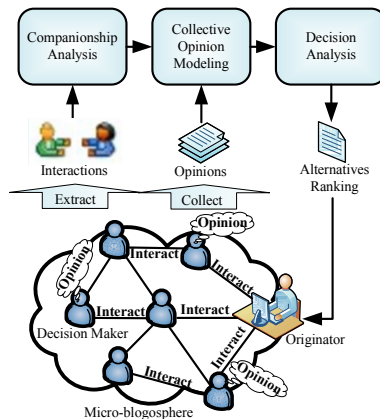 Companionship
Analysis
Collective
Opinion
Modeling
Decision
Analysis
Interactions
Opinions
Alternatives
Ranking
Extract
Collect
Opinion
Interact
Opinion
Interact
Interact
Interact
Decision Maker
Originator
Interact
Interact
Opinion
Micro-blogosphere